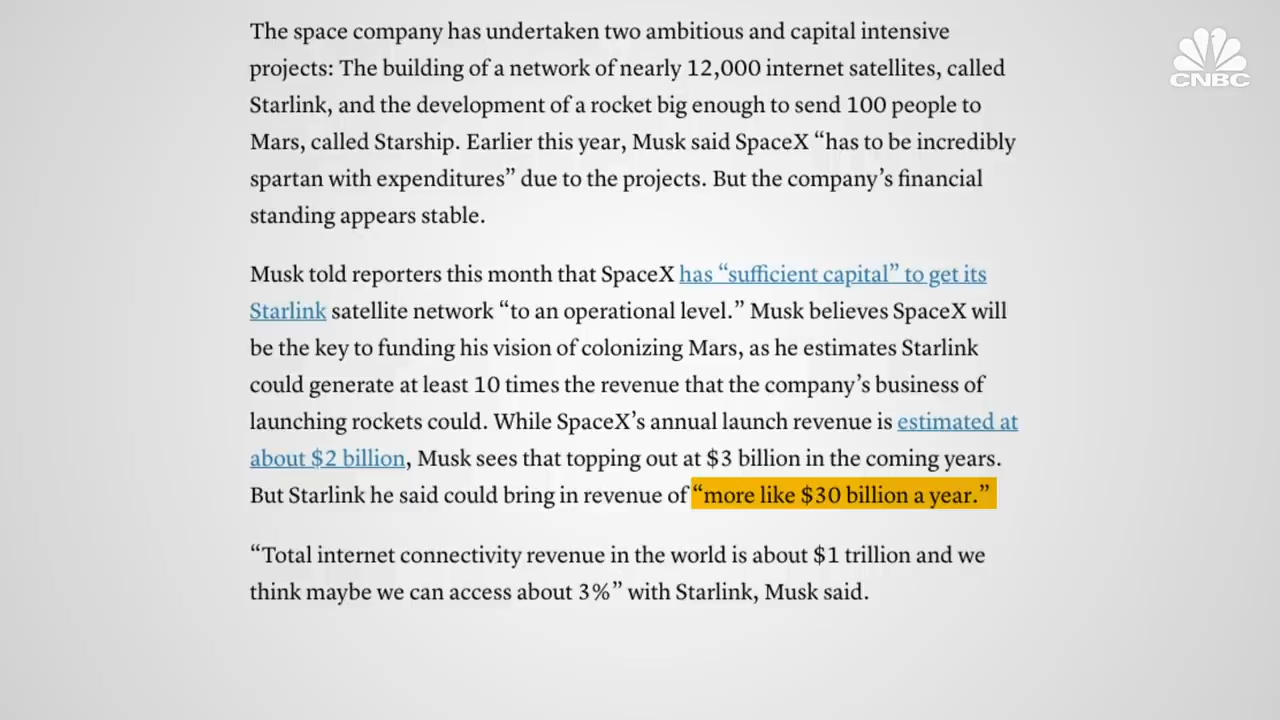 The space company has undertaken two ambitious and capital intensive
projects: The building of a network of nearly 12,000 internet satellites, called
Starlink, and the development of a rocket big enough to send 100 people to
Mars, called Starship. Earlier this year, Musk said SpaceX “has to be incredibly
spartan with expenditures” due to the projects. But the company’s financial
standing appears stable.
Musk told reporters this month that SpaceX has “sufficient capital” to get its
Starlink satellite network “to an operational level.” Musk believes SpaceX will
be the key to funding his vision of colonizing Mars, as he estimates Starlink
could generate at least 10 times the revenue that the company’s business of
launching rockets could. While SpaceX’s annual launch revenue is estimated at
about $2 billion, Musk sees that topping out at $3 billion in the coming years.
But Starlink he said could bring in revenue of “more like $30 billion a year.”
“Total internet connectivity revenue in the world is about $1 trillion and we
think maybe we can access about 3%” with Starlink, Musk said.
CNBC